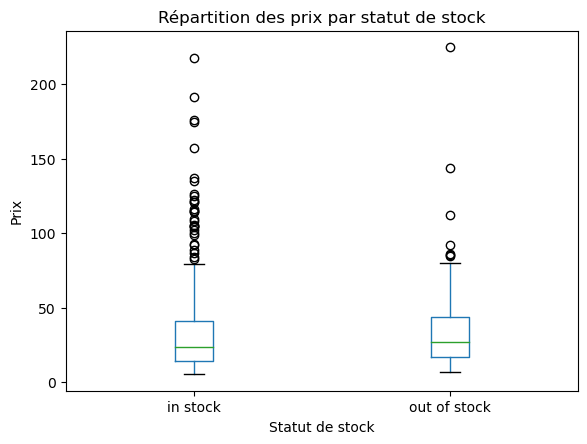 Répartition des prix par statut de stock
200
150
100
50
0
Prix
in stock
out of stock
Statut de stock